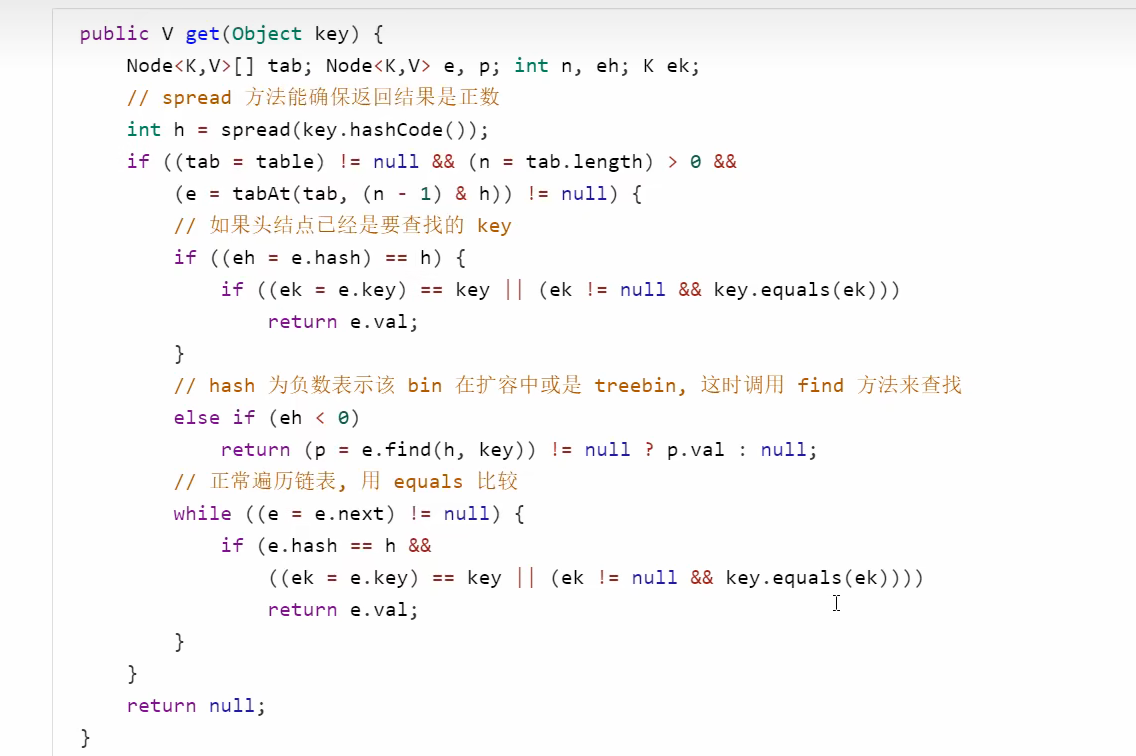 public V get(Object key) {
Node<K,V>[] tab; Node<K,V> e, p; int n, eh; K ek;
// spread 方法能确保返回结果是正数
int h = spread(key.hashCode());
if ((tab = table) != null && (n = tab.length) > 0 &&
(e = tabAt(tab, (n - 1) & h)) != null) {
// 如果头结点已经是要查找的 key
if ((eh = e.hash) == h) {
if ((ek = e.key) == key || (ek != null && key.equals(ek)))
return e.val;
}
// hash 为负数表示该 bin 在扩容中或是 treebin, 这时调用 find 方法来查找
else if (eh < 0)
return (p = e.find(h, key)) != null ? p.val : null;
// 正常遍历链表, 用 equals 比较
while ((e = e.next) != null) {
if (e.hash == h &&
((ek = e.key) == key || (ek != null && key.equals(ek))))
return e.val;
}
}
return null;
}